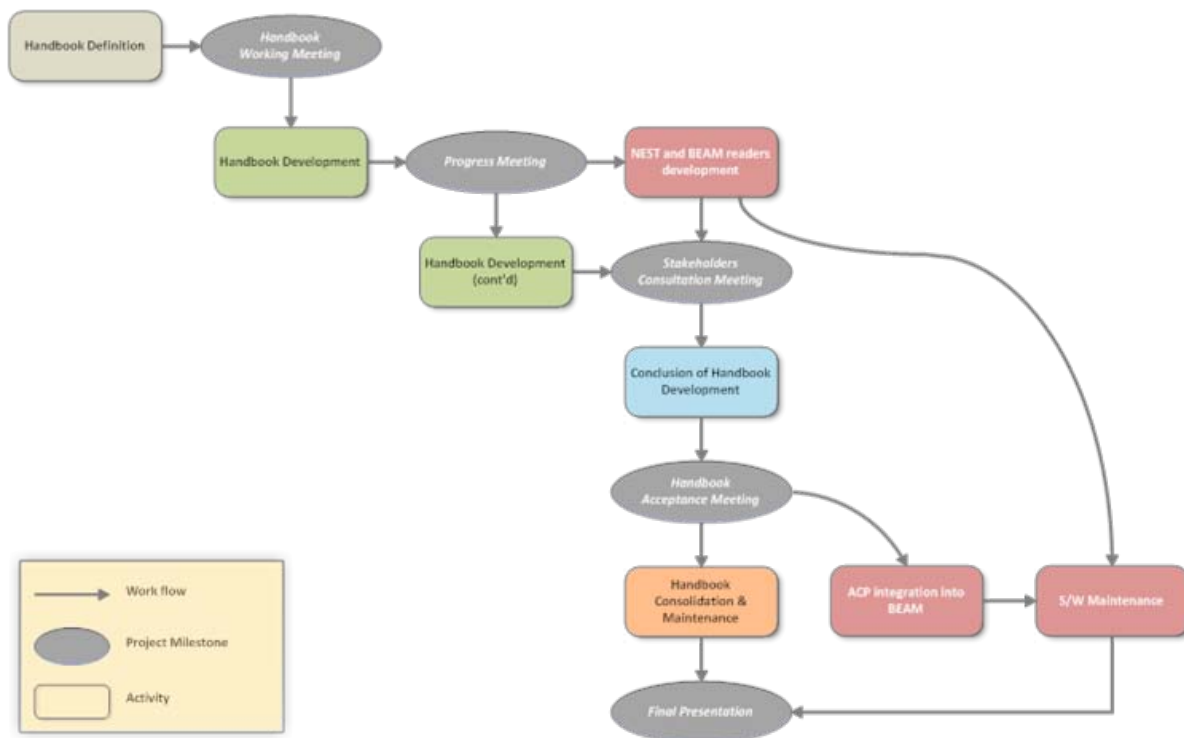 Handbook Definition
Handbook
Working Meeting
Handbook Development
Progress Meeting
NEST and BEAM readers
development
Handbook Development
(cont'd)
Stakeholders
Consultation Meeting
Conclusion of Handbook
Development
Handbook
Acceptance Meeting
Handbook
Consolidation &
Maintenance
ACP integration into
BEAM
S/W Maintenance
Final Presentation
Work flow
Project Milestone
Activity